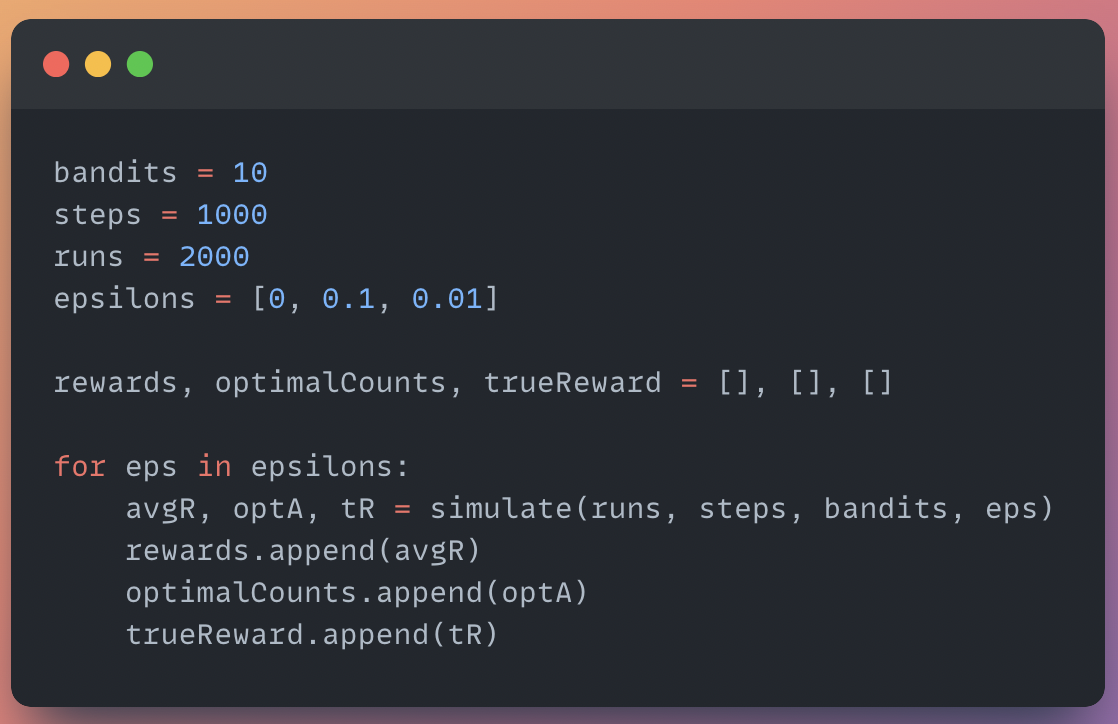 bandits = 10
steps = 1000
runs = 2000
epsilons = [0, 0.1, 0.01]

rewards, optimalCounts, trueReward = [], [], []

for eps in epsilons:
    avgR, optA, tR = simulate(runs, steps, bandits, eps)
    rewards.append(avgR)
    optimalCounts.append(optA)
    trueReward.append(tR)